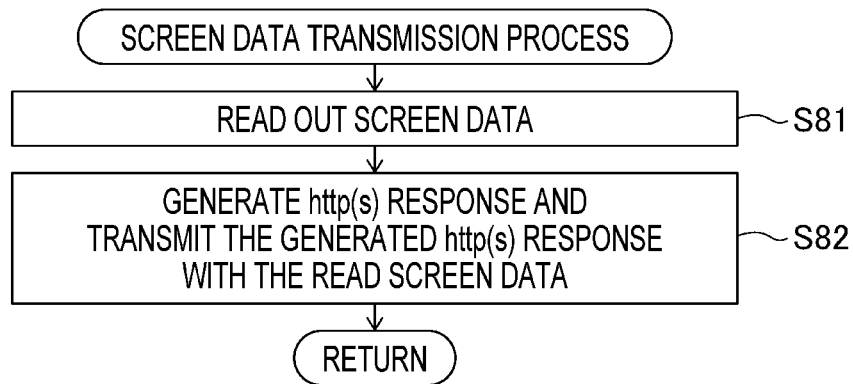 SCREEN DATA TRANSMISSION PROCESS
READ OUT SCREEN DATA
S81
GENERATE http(s) RESPONSE AND
TRANSMIT THE GENERATED http(s) RESPONSE
WITH THE READ SCREEN DATA
S82
RETURN